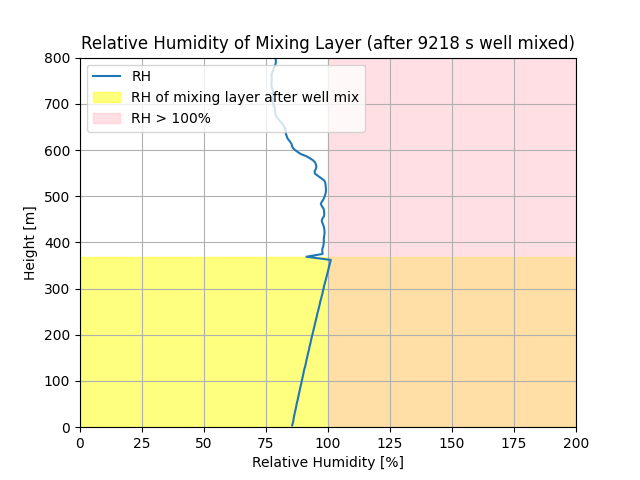 Relative Humidity of Mixing Layer (after 9218 s well mixed)
RH
RH of mixing layer after well mix
RH > 100%
800
700
600
500
400
300
200
100
0
Height [m]
0 25 50 75 100 125 150 175 200
Relative Humidity [%]